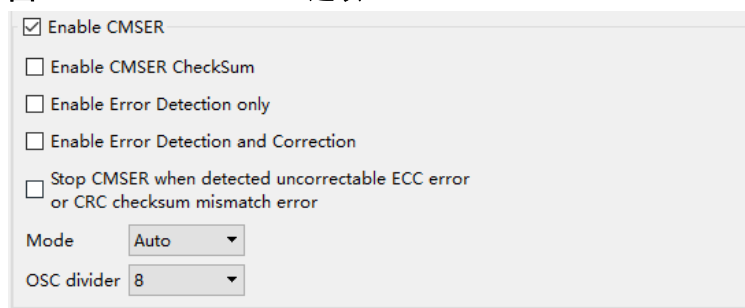 Enable CMSER
Enable CMSER CheckSum
Enable Error Detection only
Enable Error Detection and Correction
Stop CMSER when detected uncorrectable ECC error
or CRC checksum mismatch error
Mode Auto
OSC divider 8